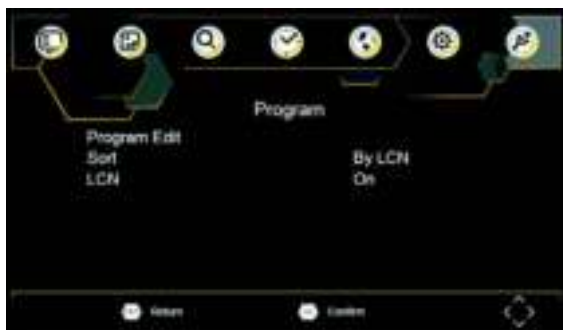 Program
Program Edit
Sort By LCN
LCN On
Return Confirm